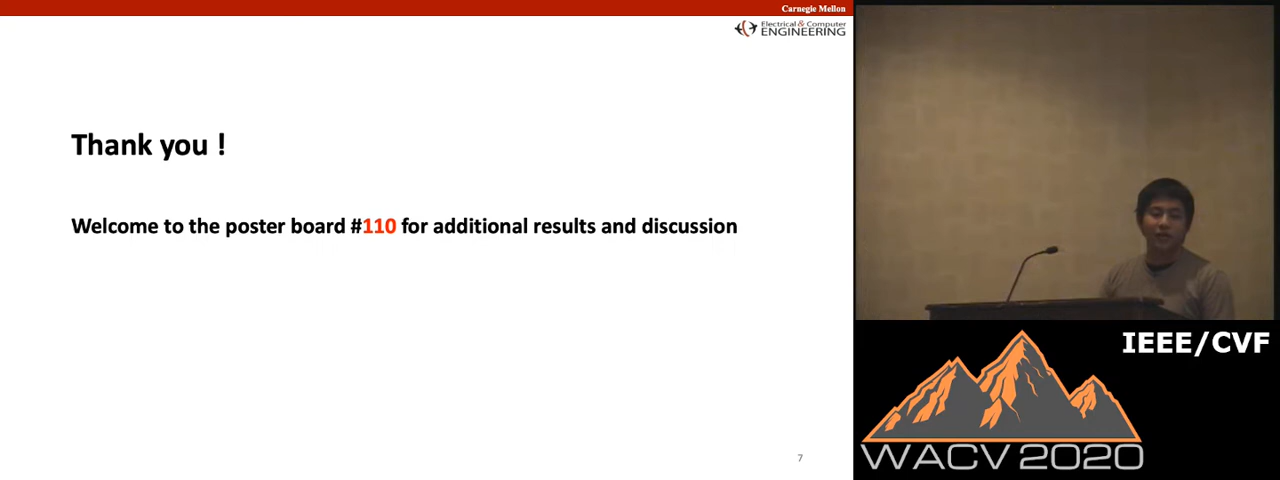 Carnegie Mellon
Electrical & Computer
ENGINEERING
Thank you !
Welcome to the poster board #110 for additional results and discussion
7
IEEE/CVF
WACV 2020